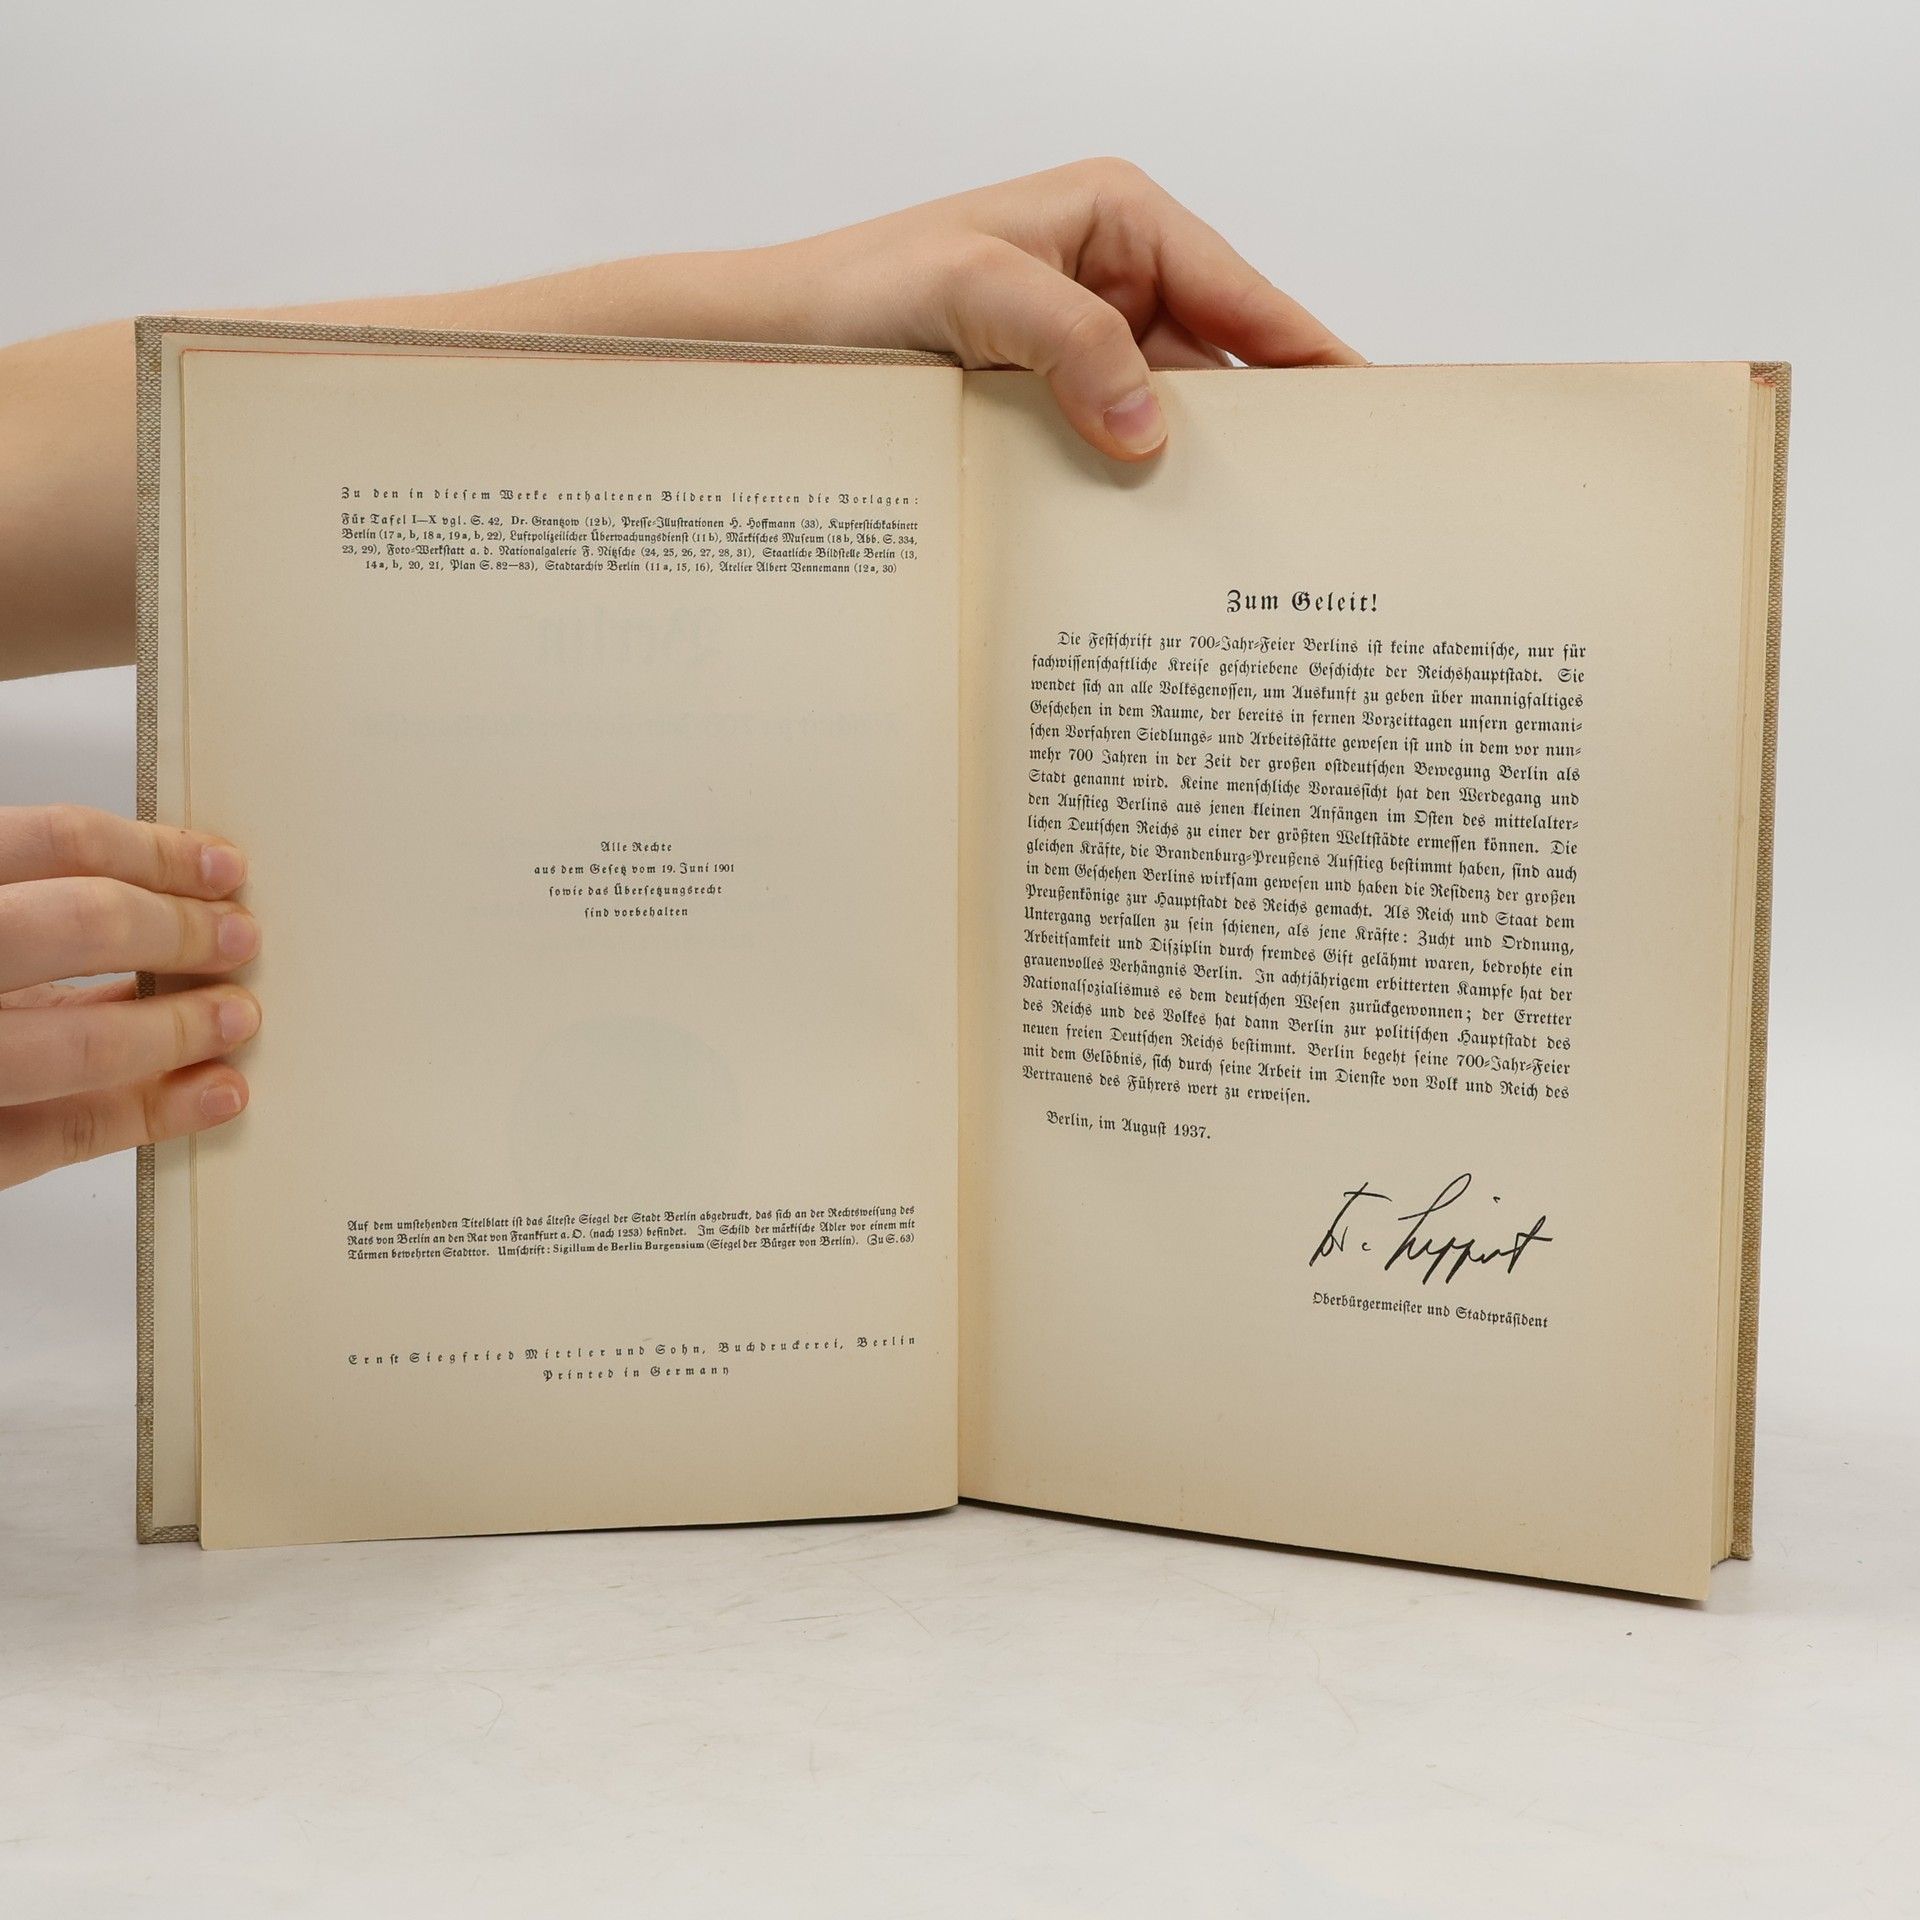 Zu den in diesem Werke enthaltenen Bildern lieferten die Vorlagen:
Für Tafel I—X vgl. S. 42, Dr. Grantzow (12b), Presse-Illustrationen H. Hoffmann (33), Kupferstichkabinett
Berlin (17a, b, 18a, 19a, b, 22), Luftpolizeilicher Überwachungsdienst (11b), Märkisches Museum (18b, Abb. S. 334,
23, 29), Foto-Werkstatt a. d. Nationalgalerie F. Nitzsche (24, 25, 26, 27, 28, 31), Staatliche Bildstelle Berlin (13,
14a, b, 20, 21, Plan S. 82—83), Stadtarchiv Berlin (11a, 15, 16), Atelier Albert Vennemann (12a, 30)
Alle Rechte
aus dem Gesetz vom 19. Juni 1901
sowie das Übersetzungsrecht
sind vorbehalten
Auf dem umstehenden Titelblatt ist das älteste Siegel der Stadt Berlin abgedruckt, das sich an der Rechtsweisung des
Rats von Berlin an den Rat von Frankfurt a. O. (nach 1253) befindet. Im Schild der märkische Adler vor einem mit
Türmen bewehrten Stadttor. Umschrift: Sigillum de Berlin Burgensium (Siegel der Bürger von Berlin). (Zu S. 63)
Ernst Siegfried Mittler und Sohn, Buchdruckerei, Berlin
Printed in Germany
Zum Geleit!
Die Festschrift zur 700-Jahr-Feier Berlins ist keine akademische, nur für
fachwissenschaftliche Kreise geschriebene Geschichte der Reichshauptstadt. Sie
wendet sich an alle Volksgenossen, um Auskunft zu geben über mannigfaltiges
Geschehen in dem Raume, der bereits in fernen Vorzeittagen unsern germani-
schen Vorfahren Siedlungs- und Arbeitsstätte gewesen ist und in dem vor nun-
mehr 700 Jahren in der Zeit der großen ostdeutschen Bewegung Berlin als
Stadt genannt wird. Keine menschliche Voraussicht hat den Werdegang und
den Aufstieg Berlins aus jenen kleinen Anfängen im Osten des mittelalter-
lichen Deutschen Reichs zu einer der größten Weltstädte ermessen können. Die
gleichen Kräfte, die Brandenburg-Preußens Aufstieg bestimmt haben, sind auch
in dem Geschehen Berlins wirksam gewesen und haben die Residenz der großen
Preußenkönige zur Hauptstadt des Reichs gemacht. Als Reich und Staat dem
Untergang verfallen zu sein schienen, als jene Kräfte: Zucht und Ordnung,
Arbeitsamkeit und Disziplin durch fremdes Gift gelähmt waren, bedrohte ein
grauenvolles Verhängnis Berlin. In achtjährigem erbitterten Kampfe hat der
Nationalsozialismus es dem deutschen Wesen zurückgewonnen; der Erretter
des Reichs und des Volkes hat dann Berlin zur politischen Hauptstadt des
neuen freien Deutschen Reichs bestimmt. Berlin begeht seine 700-Jahr-Feier
mit dem Gelöbnis, sich durch seine Arbeit im Dienste von Volk und Reich des
Vertrauens des Führers wert zu erweisen.
Berlin, im August 1937.
Dr. Lippert
Oberbürgermeister und Stadtpräsident